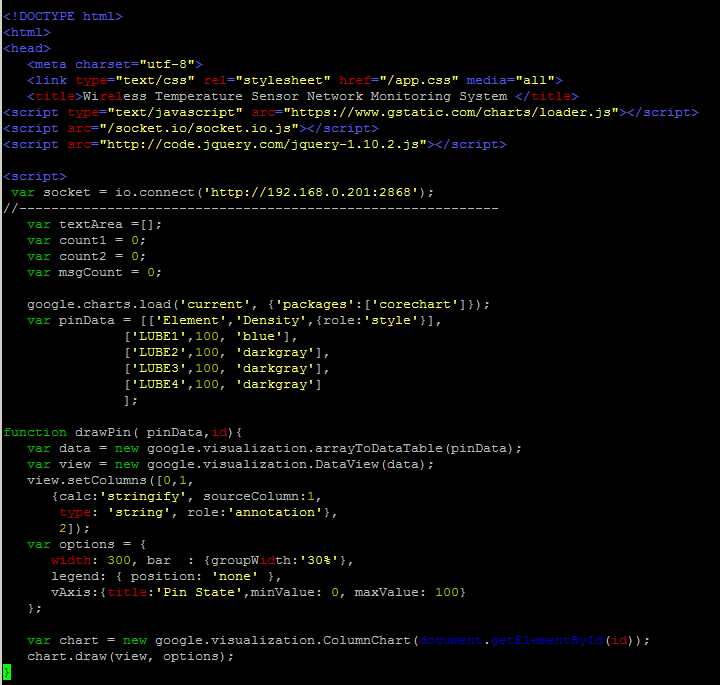 <!DOCTYPE html>
<html>
<head>
   <meta charset="utf-8">
   <link type="text/css" rel="stylesheet" href="/app.css" media="all">
   <title>Wireless Temperature Sensor Network Monitoring System </title>
<script type="text/javascript" src="https://www.gstatic.com/charts/loader.js"></script>
<script src="/socket.io/socket.io.js"></script>
<script src="http://code.jquery.com/jquery-1.10.2.js"></script>

<script>
 var socket = io.connect('http://192.168.0.201:2868');
//------------------------------------------------------------
   var textArea =[];
   var count1 = 0;
   var count2 = 0;
   var msgCount = 0;

   google.charts.load('current', {'packages':['corechart']});
   var pinData = [['Element','Density',{role:'style'}],
               ['LUBE1',100, 'blue'],
               ['LUBE2',100, 'darkgray'],
               ['LUBE3',100, 'darkgray'],
               ['LUBE4',100, 'darkgray']
               ];

function drawPin( pinData,id){
   var data = new google.visualization.arrayToDataTable(pinData);
   var view = new google.visualization.DataView(data);
   view.setColumns([0,1,
      {calc:'stringify', sourceColumn:1,
       type: 'string', role:'annotation'},
       2]);
   var options = {
      width: 300, bar  : {groupWidth:'30%'},
      legend: { position: 'none' },
      vAxis:{title:'Pin State',minValue: 0, maxValue: 100}
   };

   var chart = new google.visualization.ColumnChart(document.getElementById(id));
   chart.draw(view, options);
}